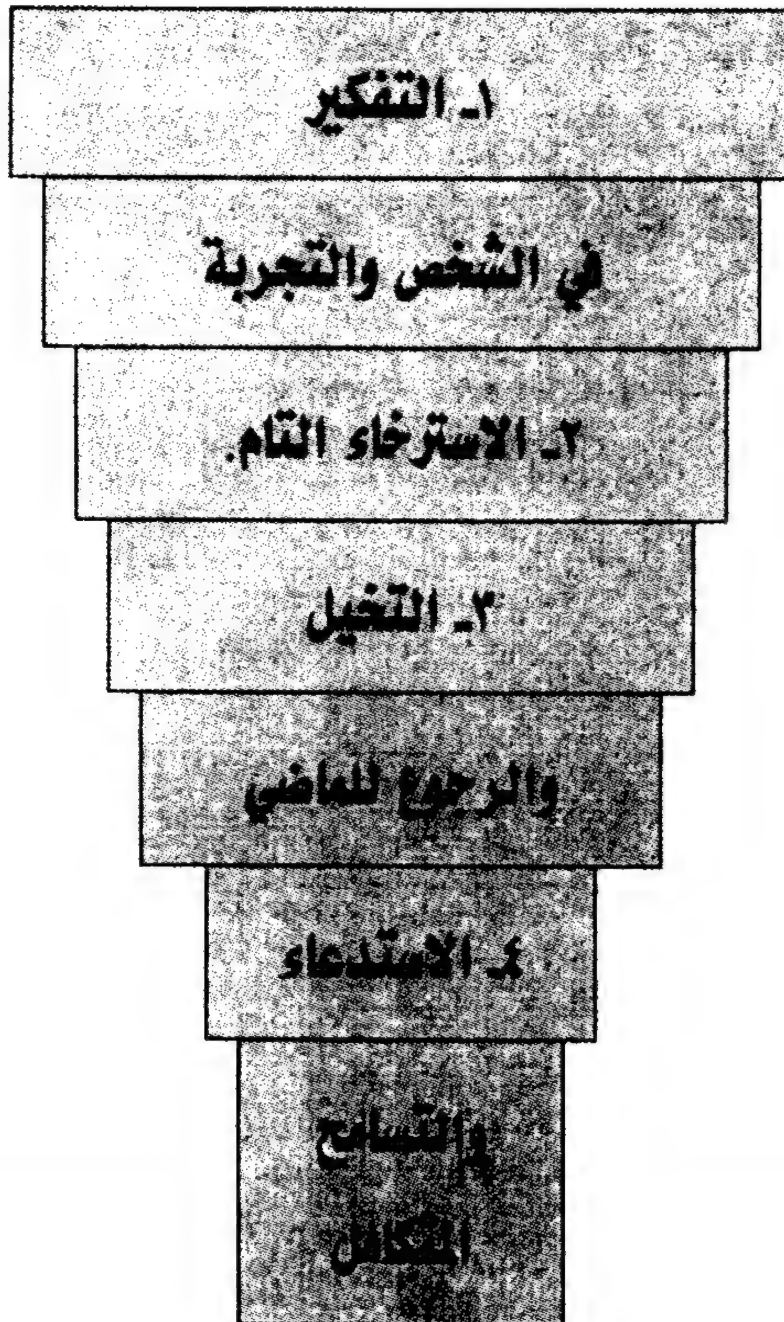 ١ـ التفكير
في الشخص والتجربة
٢ـ الاسترخاء التام.
٣ـ التخيل
والرجوع للماضي
٤ـ الاستدعاء
والتسامح
المتكامل